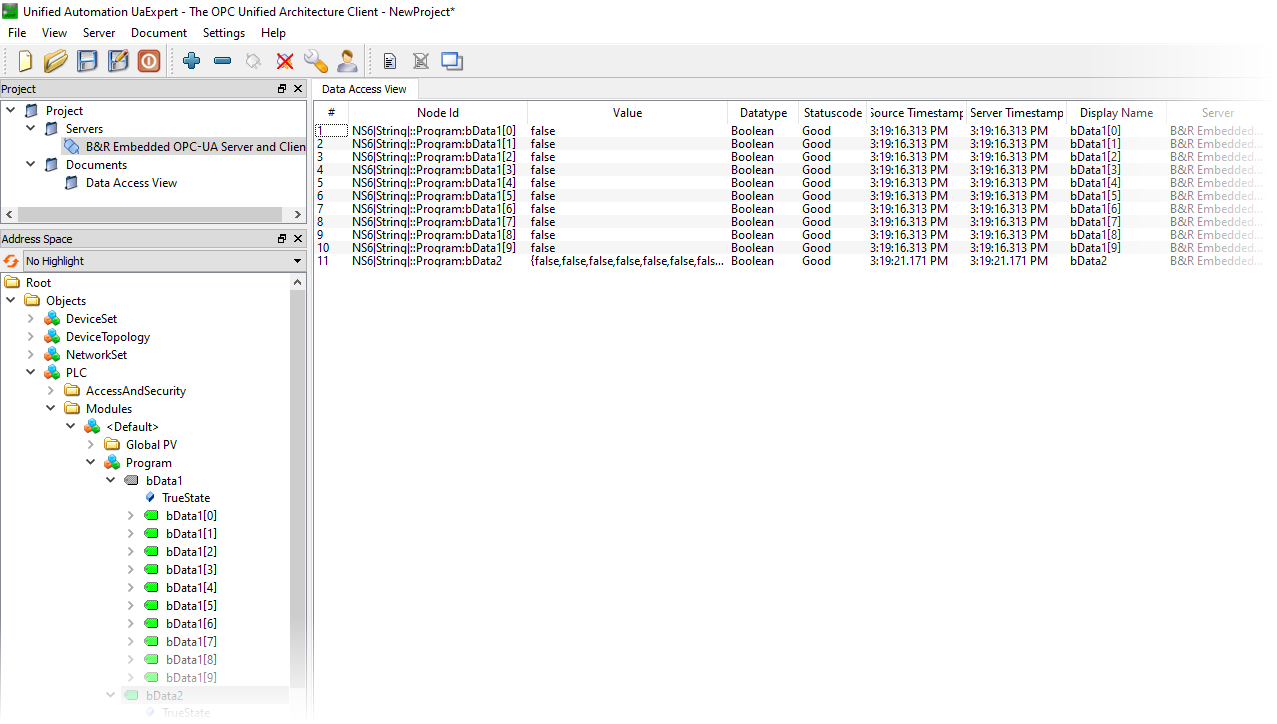 Unified Automation UaExpert - The OPC Unified Architecture Client - NewProject*
File View Server Document Settings Help
Project
Project
Servers
B&R Embedded OPC-UA Server and Clien
Documents
Data Access View
Address Space
No Highlight
Root
Objects
DeviceSet
DeviceTopology
NetworkSet
PLC
AccessAndSecurity
Modules
<Default>
Global PV
Program
bData1
TrueState
bData1[0]
bData1[1]
bData1[2]
bData1[3]
bData1[4]
bData1[5]
bData1[6]
bData1[7]
bData1[8]
bData1[9]
bData2
TrueState
Data Access View
# Node Id Value Datatype Statuscode Source Timestamp Server Timestamp Display Name Server
1 NS6|String|::Program:bData1[0] false Boolean Good 3:19:16.313 PM 3:19:16.313 PM bData1[0] B&R Embedded...
2 NS6|String|::Program:bData1[1] false Boolean Good 3:19:16.313 PM 3:19:16.313 PM bData1[1] B&R Embedded...
3 NS6|String|::Program:bData1[2] false Boolean Good 3:19:16.313 PM 3:19:16.313 PM bData1[2] B&R Embedded...
4 NS6|String|::Program:bData1[3] false Boolean Good 3:19:16.313 PM 3:19:16.313 PM bData1[3] B&R Embedded...
5 NS6|String|::Program:bData1[4] false Boolean Good 3:19:16.313 PM 3:19:16.313 PM bData1[4] B&R Embedded...
6 NS6|String|::Program:bData1[5] false Boolean Good 3:19:16.313 PM 3:19:16.313 PM bData1[5] B&R Embedded...
7 NS6|String|::Program:bData1[6] false Boolean Good 3:19:16.313 PM 3:19:16.313 PM bData1[6] B&R Embedded...
8 NS6|String|::Program:bData1[7] false Boolean Good 3:19:16.313 PM 3:19:16.313 PM bData1[7] B&R Embedded...
9 NS6|String|::Program:bData1[8] false Boolean Good 3:19:16.313 PM 3:19:16.313 PM bData1[8] B&R Embedded...
10 NS6|String|::Program:bData1[9] false Boolean Good 3:19:16.313 PM 3:19:16.313 PM bData1[9] B&R Embedded...
11 NS6|String|::Program:bData2 {false,false,false,false,false,false,fals... Boolean Good 3:19:21.171 PM 3:19:21.171 PM bData2 B&R Embedded...